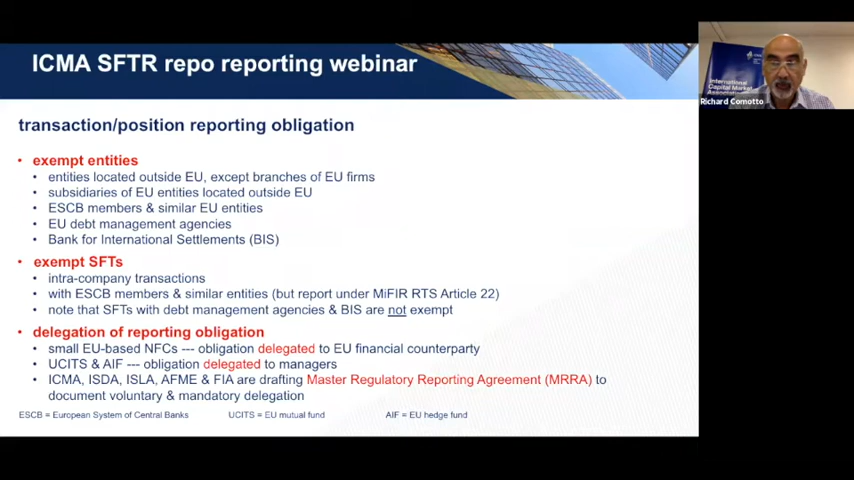 ICMA SFTR repo reporting webinar
International
Capital Market
Association
Richard Comotto
transaction/position reporting obligation
• exempt entities
• entities located outside EU, except branches of EU firms
• subsidiaries of EU entities located outside EU
• ESCB members & similar EU entities
• EU debt management agencies
• Bank for International Settlements (BIS)
• exempt SFTs
• intra-company transactions
• with ESCB members & similar entities (but report under MiFIR RTS Article 22)
• note that SFTs with debt management agencies & BIS are not exempt
• delegation of reporting obligation
• small EU-based NFCs --- obligation delegated to EU financial counterparty
• UCITS & AIF --- obligation delegated to managers
• ICMA, ISDA, ISLA, AFME & FIA are drafting Master Regulatory Reporting Agreement (MRRA) to
document voluntary & mandatory delegation
ESCB = European System of Central Banks UCITS = EU mutual fund AIF = EU hedge fund